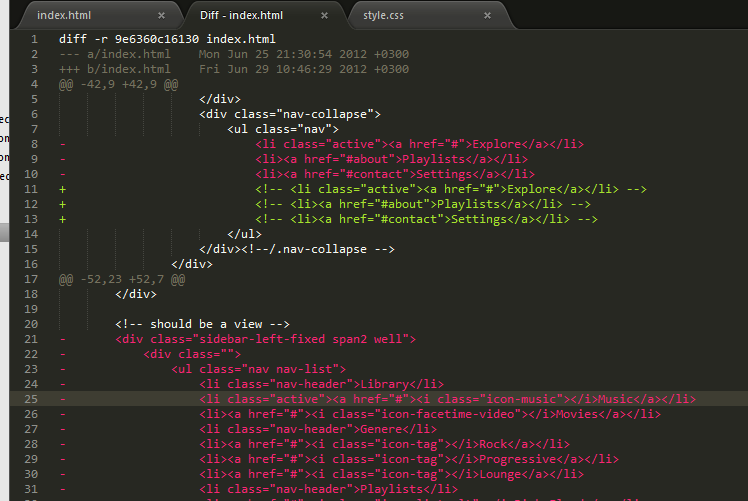 index.html × Diff - index.html × style.css ×
1 diff -r 9e6360c16130 index.html
2 --- a/index.html Mon Jun 25 21:30:54 2012 +0300
3 +++ b/index.html Fri Jun 29 10:46:29 2012 +0300
4 @@ -42,9 +42,9 @@
5 </div>
6 <div class="nav-collapse">
7 <ul class="nav">
8 - <li class="active"><a href="#">Explore</a></li>
9 - <li><a href="#about">Playlists</a></li>
10 - <li><a href="#contact">Settings</a></li>
11 + <!-- <li class="active"><a href="#">Explore</a></li> -->
12 + <!-- <li><a href="#about">Playlists</a></li> -->
13 + <!-- <li><a href="#contact">Settings</a></li> -->
14 </ul>
15 </div><!--/.nav-collapse -->
16 </div>
17 @@ -52,23 +52,7 @@
18 </div>
19
20 <!-- should be a view -->
21 - <div class="sidebar-left-fixed span2 well">
22 - <div class="">
23 - <ul class="nav nav-list">
24 - <li class="nav-header">Library</li>
25 - <li class="active"><a href="#"><i class="icon-music"></i>Music</a></li>
26 - <li><a href="#"><i class="icon-facetime-video"></i>Movies</a></li>
27 - <li class="nav-header">Genere</li>
28 - <li><a href="#"><i class="icon-tag"></i>Rock</a></li>
29 - <li><a href="#"><i class="icon-tag"></i>Progressive</a></li>
30 - <li><a href="#"><i class="icon-tag"></i>Lounge</a></li>
31 - <li class="nav-header">Playlists</li>